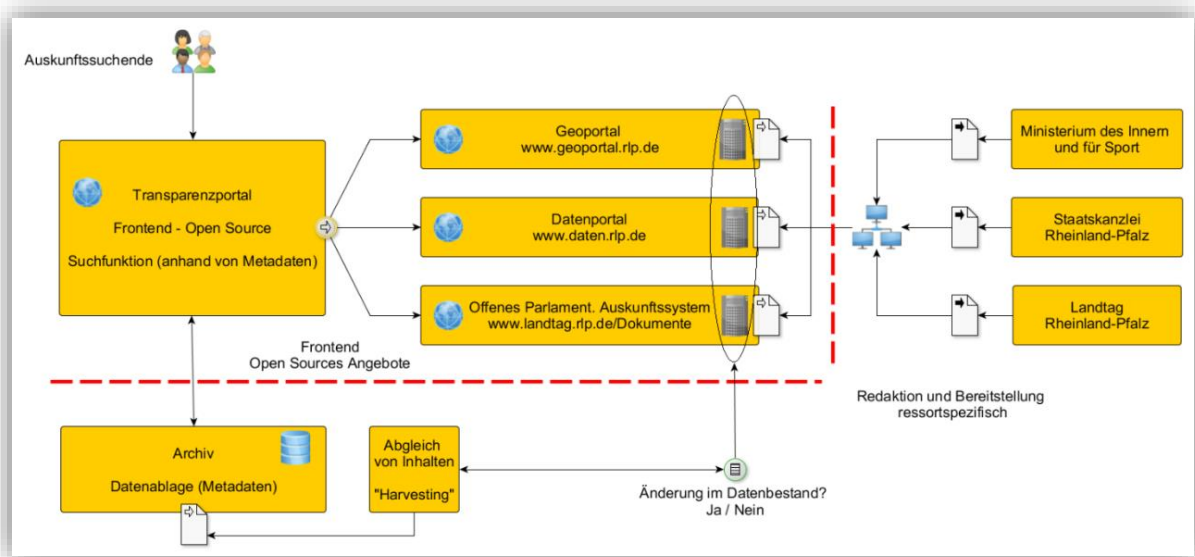 Auskunftssuchende
Transparenzportal
Frontend - Open Source
Suchfunktion (anhand von Metadaten)
Geoportal
www.geoportal.rlp.de
Datenportal
www.daten.rlp.de
Offenes Parlament. Auskunftssystem
www.landtag.rlp.de/Dokumente
Ministerium des Innern
und für Sport
Staatskanzlei
Rheinland-Pfalz
Landtag
Rheinland-Pfalz
Frontend
Open Sources Angebote
Redaktion und Bereitstellung
ressortspezifisch
Archiv
Datenablage (Metadaten)
Abgleich
von Inhalten
"Harvesting"
Änderung im Datenbestand?
Ja / Nein